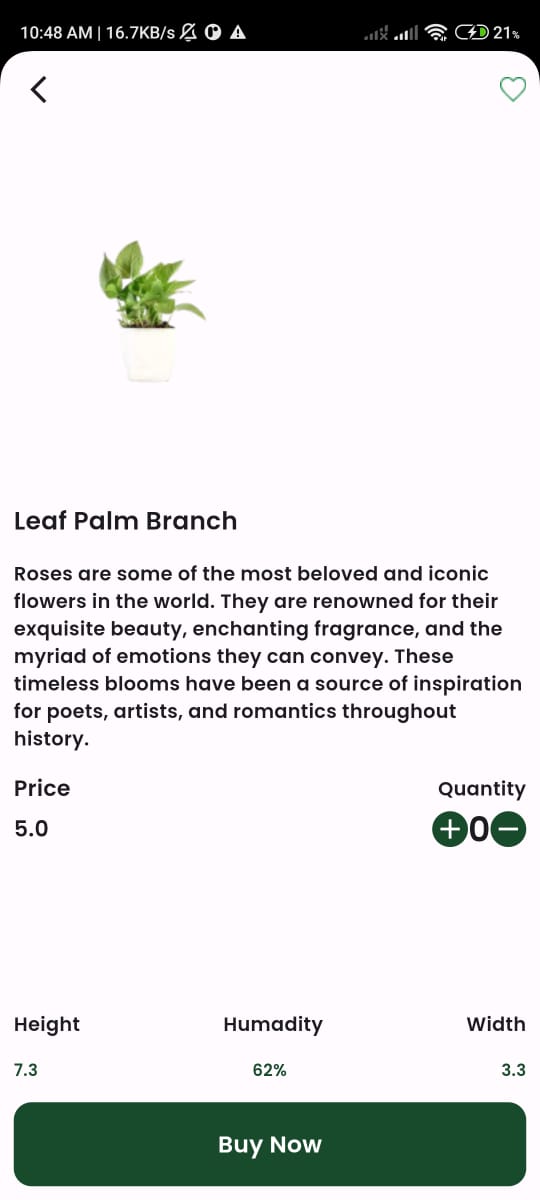 10:48 AM | 16.7KB/s 21%
Leaf Palm Branch
Roses are some of the most beloved and iconic
flowers in the world. They are renowned for their
exquisite beauty, enchanting fragrance, and the
myriad of emotions they can convey. These
timeless blooms have been a source of inspiration
for poets, artists, and romantics throughout
history.
Price Quantity
5.0 + 0 −
Height Humadity Width
7.3 62% 3.3
Buy Now